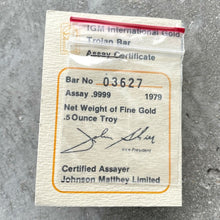 IGM International Gold
Trojan Bar
Assay Certificate
Bar No 03627
Assay .9999 1979
Net Weight of Fine Gold
.5 Ounce Troy
Vice-President
Certified Assayer
Johnson Matthey Limited